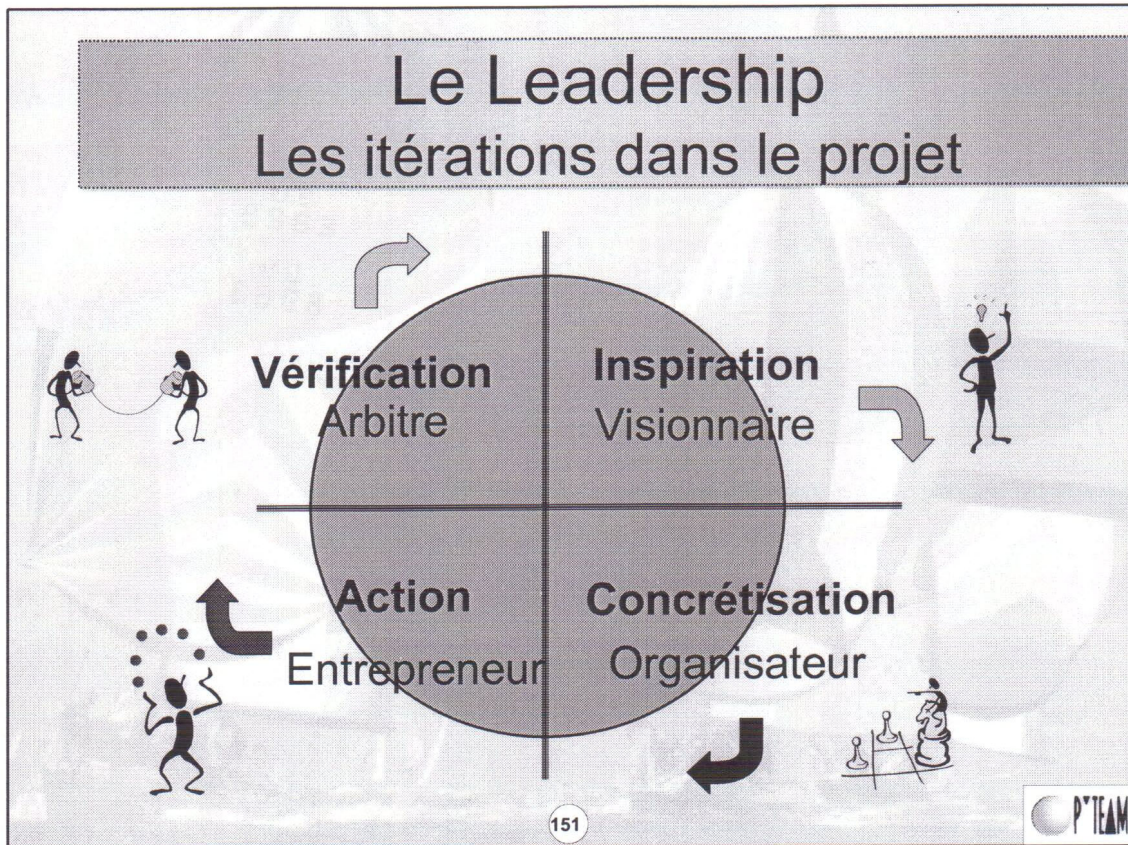 Le Leadership
Les itérations dans le projet
Vérification
Arbitre
Inspiration
Visionnaire
Action
Entrepreneur
Concrétisation
Organisateur
151
P'TEAM